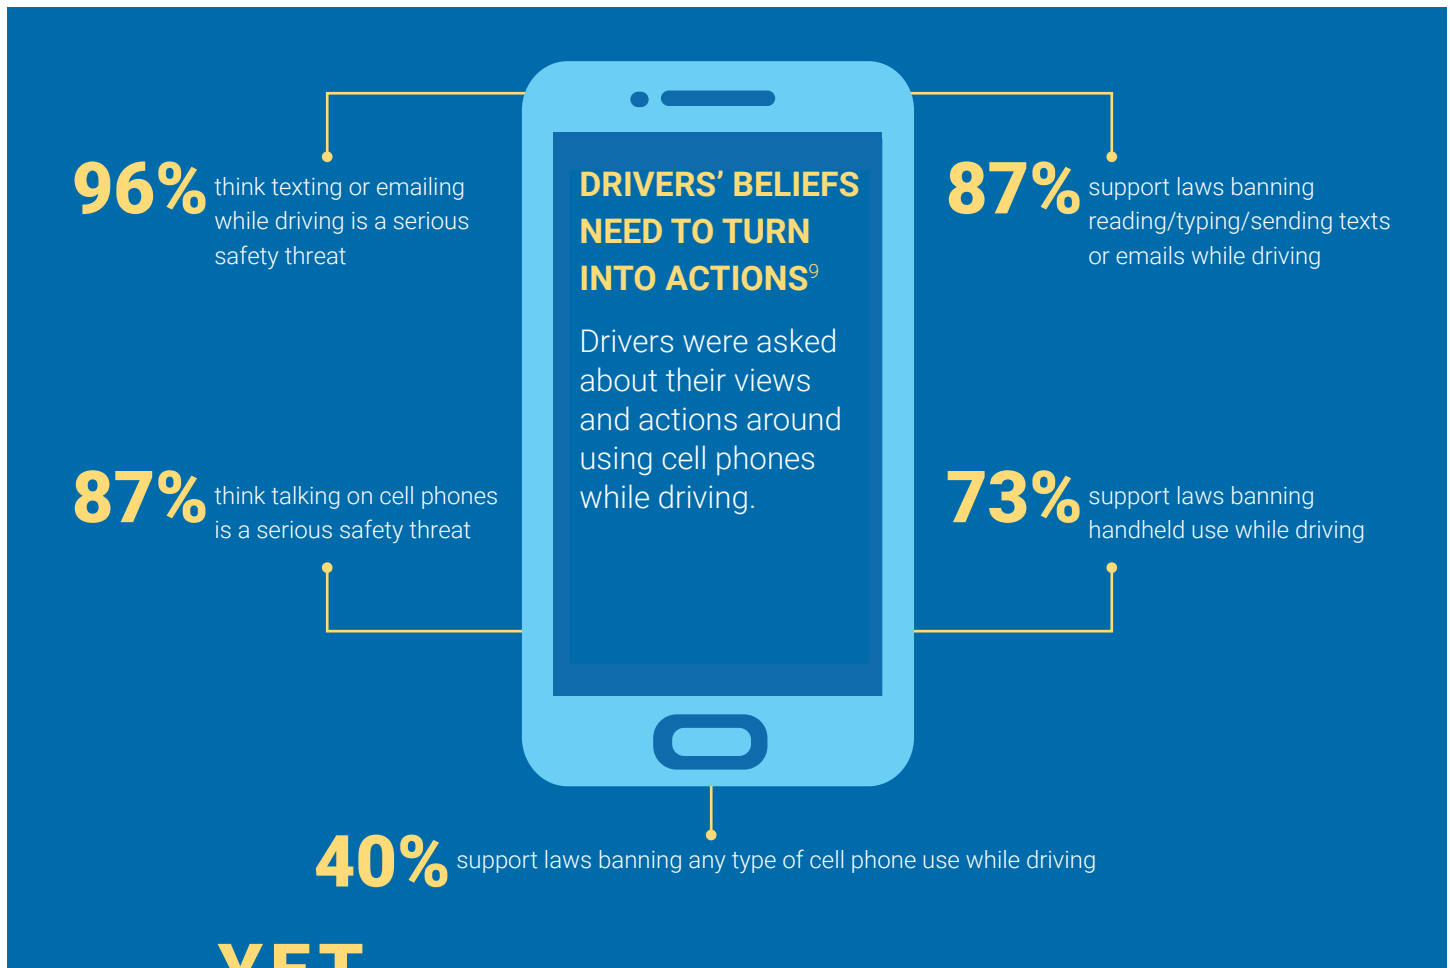 96% think texting or emailing
while driving is a serious
safety threat
DRIVERS’ BELIEFS
NEED TO TURN
INTO ACTIONS9
Drivers were asked
about their views
and actions around
using cell phones
while driving.
87% support laws banning
reading/typing/sending texts
or emails while driving
87% think talking on cell phones
is a serious safety threat
73% support laws banning
handheld use while driving
40% support laws banning any type of cell phone use while driving
YET